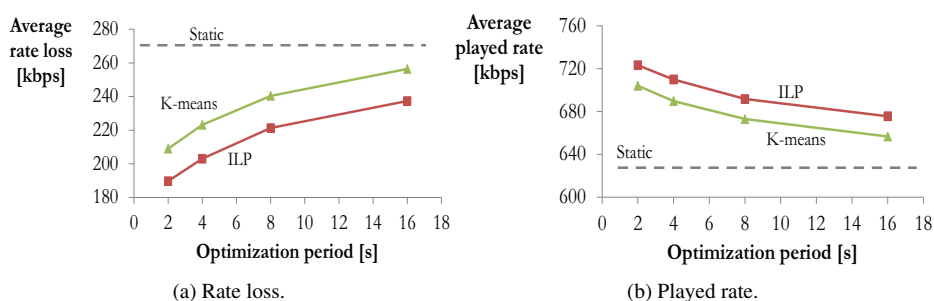 Average
rate loss
[kbps]
280
260
240
220
200
180
Static
K-means
ILP
0 2 4 6 8 10 12 14 16 18
Optimization period [s]
(a) Rate loss.
Average
played rate
[kbps]
760
720
680
640
600
ILP
K-means
Static
0 2 4 6 8 10 12 14 16 18
Optimization period [s]
(b) Played rate.